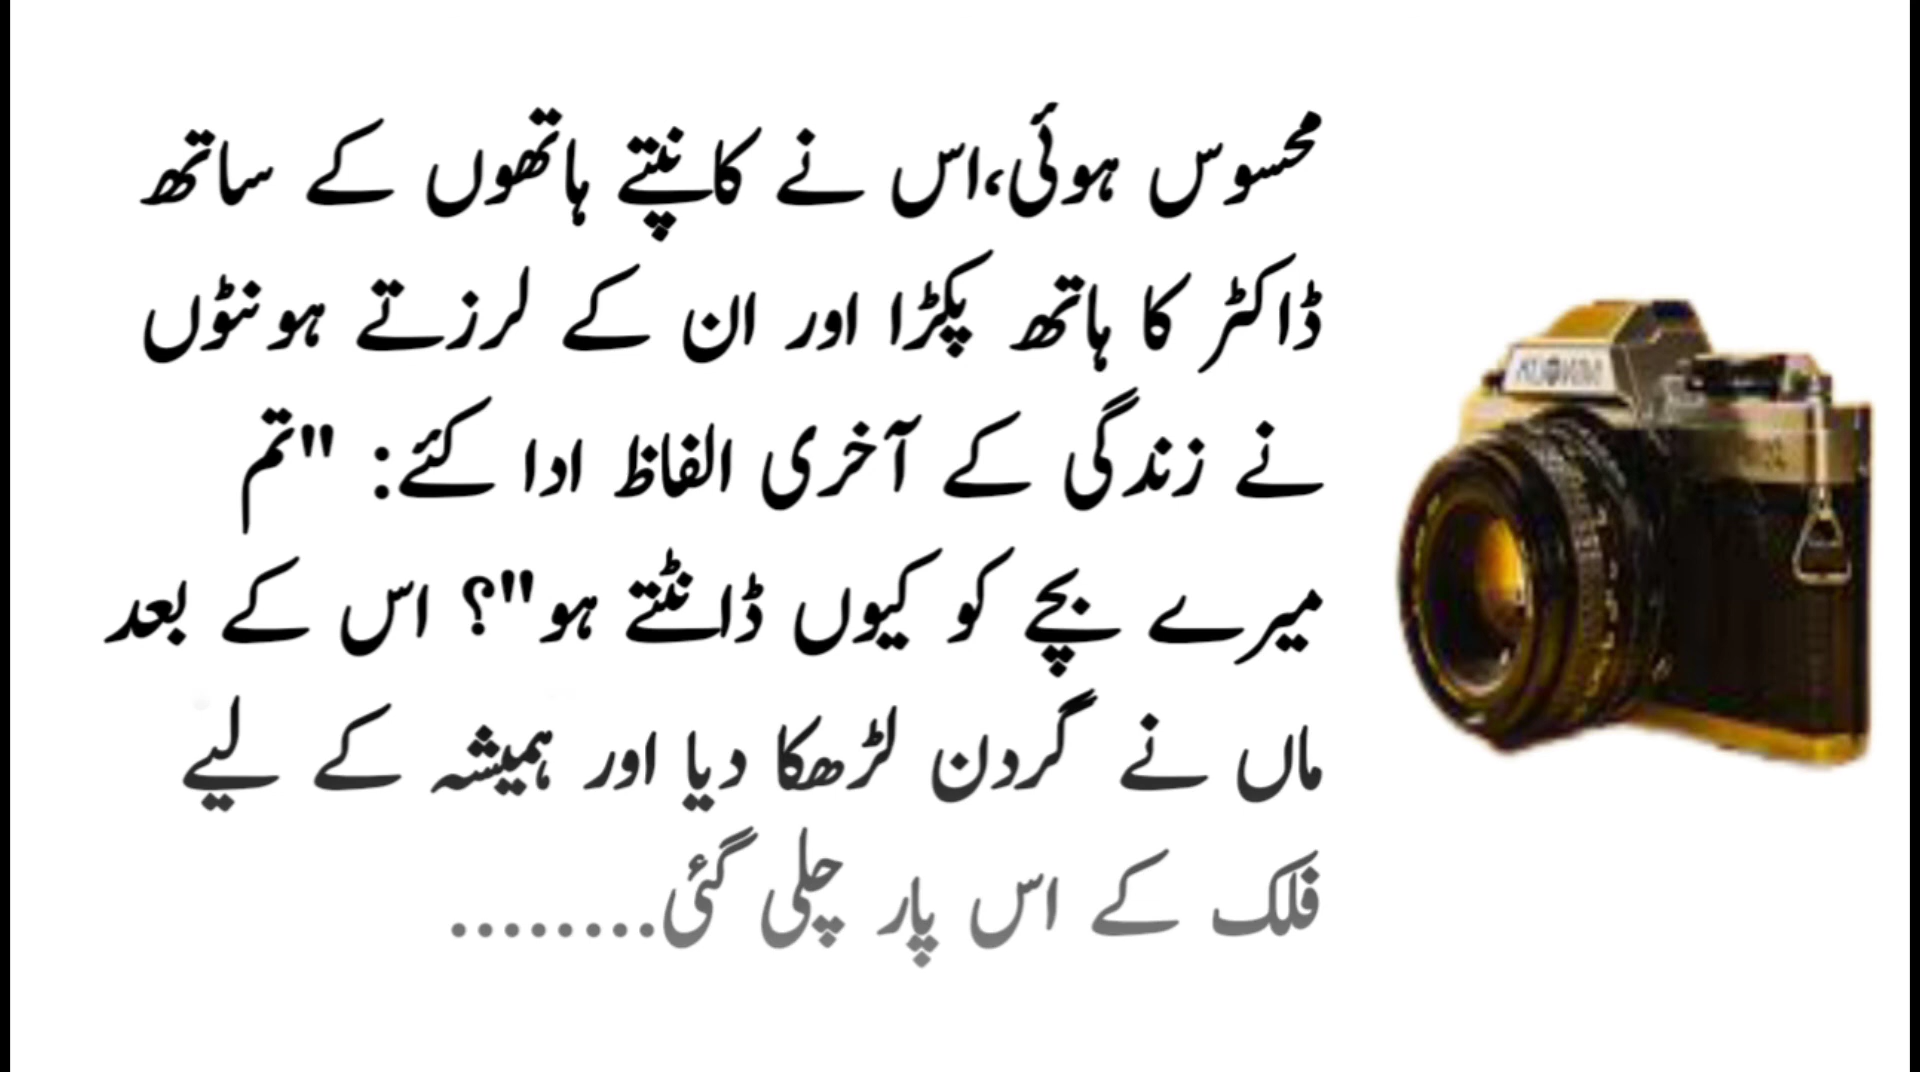 محسوس ہوئی،اس نے کانپتے ہاتھوں کے ساتھ
ڈاکٹر کا ہاتھ پکڑا اور ان کے لرزتے ہونٹوں
نے زندگی کے آخری الفاظ ادا کئے: "تم
میرے بچے کو کیوں ڈانٹتے ہو"؟ اس کے بعد
ماں نے گردن لڑھکا دیا اور ہمیشہ کے لیے
فلک کے اس پار چلی گئی........